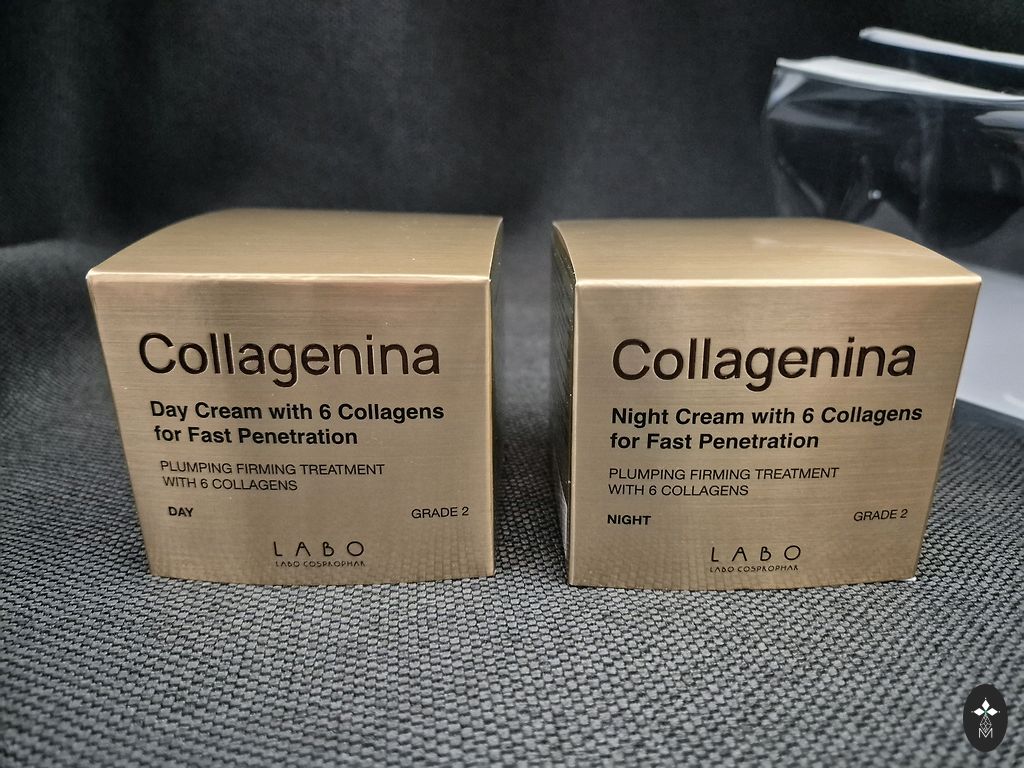 Collagenina
Day Cream with 6 Collagens
for Fast Penetration
PLUMPING FIRMING TREATMENT
WITH 6 COLLAGENS
DAY
GRADE 2
LABO
LABO COSPROPHAR
Collagenina
Night Cream with 6 Collagens
for Fast Penetration
PLUMPING FIRMING TREATMENT
WITH 6 COLLAGENS
NIGHT
GRADE 2
LABO
LABO COSPROPHAR
M